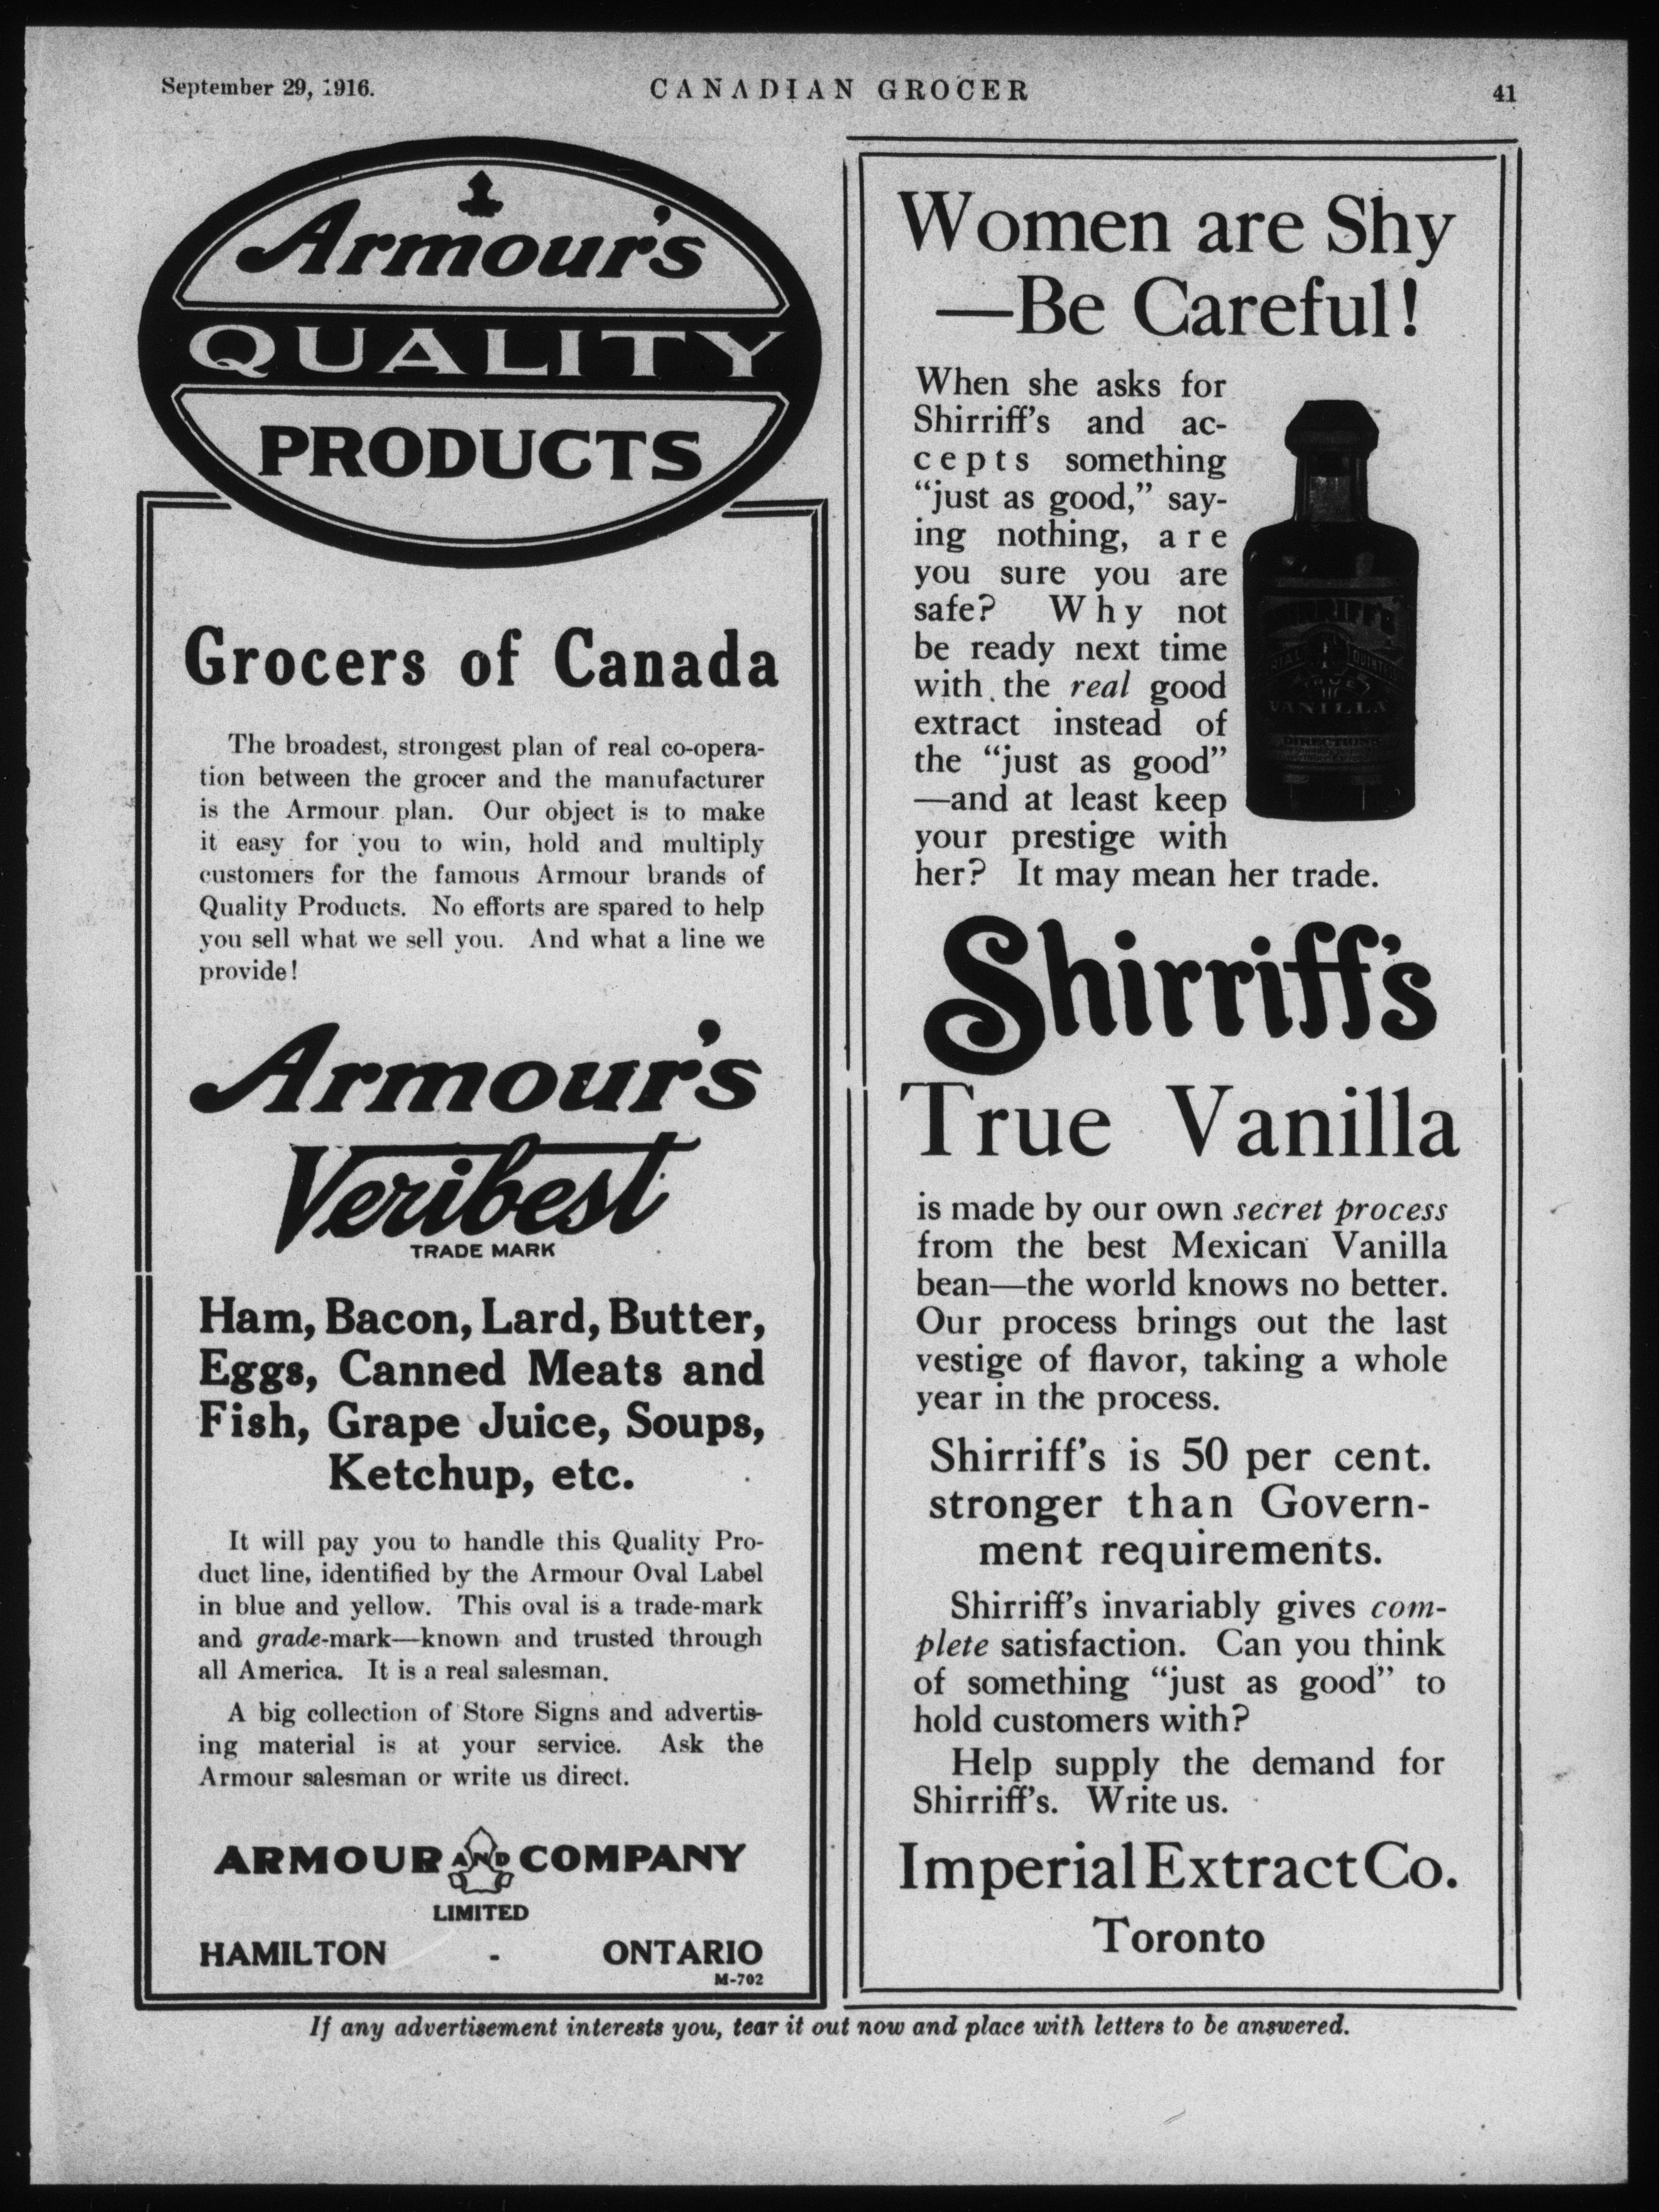 September 29, 1916.
CANADIAN GROCER
41
Armour's
QUALITY
PRODUCTS
Grocers of Canada
The broadest, strongest plan of real co-opera-
tion between the grocer and the manufacturer
is the Armour plan. Our object is to make
it easy for you to win, hold and multiply
customers for the famous Armour brands of
Quality Products. No efforts are spared to help
you sell what we sell you. And what a line we
provide!
Armour's
Veribest
TRADE MARK
Ham, Bacon, Lard, Butter,
Eggs, Canned Meats and
Fish, Grape Juice, Soups,
Ketchup, etc.
It will pay you to handle this Quality Pro-
duct line, identified by the Armour Oval Label
in blue and yellow. This oval is a trade-mark
and grade-mark—known and trusted through
all America. It is a real salesman.
A big collection of Store Signs and advertis-
ing material is at your service. Ask the
Armour salesman or write us direct.
ARMOUR AND COMPANY
LIMITED
HAMILTON - ONTARIO
M-702
Women are Shy
—Be Careful!
When she asks for
Shirriff's and ac-
cepts something
“just as good,” say-
ing nothing, are
you sure you are
safe? Why not
be ready next time
with the real good
extract instead of
the “just as good”
—and at least keep
your prestige with
her? It may mean her trade.
SHIRRIFF'S
VANILLA
DIRECTIONS
Shirriff's
True Vanilla
is made by our own secret process
from the best Mexican Vanilla
bean—the world knows no better.
Our process brings out the last
vestige of flavor, taking a whole
year in the process.
Shirriff's is 50 per cent.
stronger than Govern-
ment requirements.
Shirriff's invariably gives com-
plete satisfaction. Can you think
of something “just as good” to
hold customers with?
Help supply the demand for
Shirriff's. Write us.
Imperial Extract Co.
Toronto
If any advertisement interests you, tear it out now and place with letters to be answered.